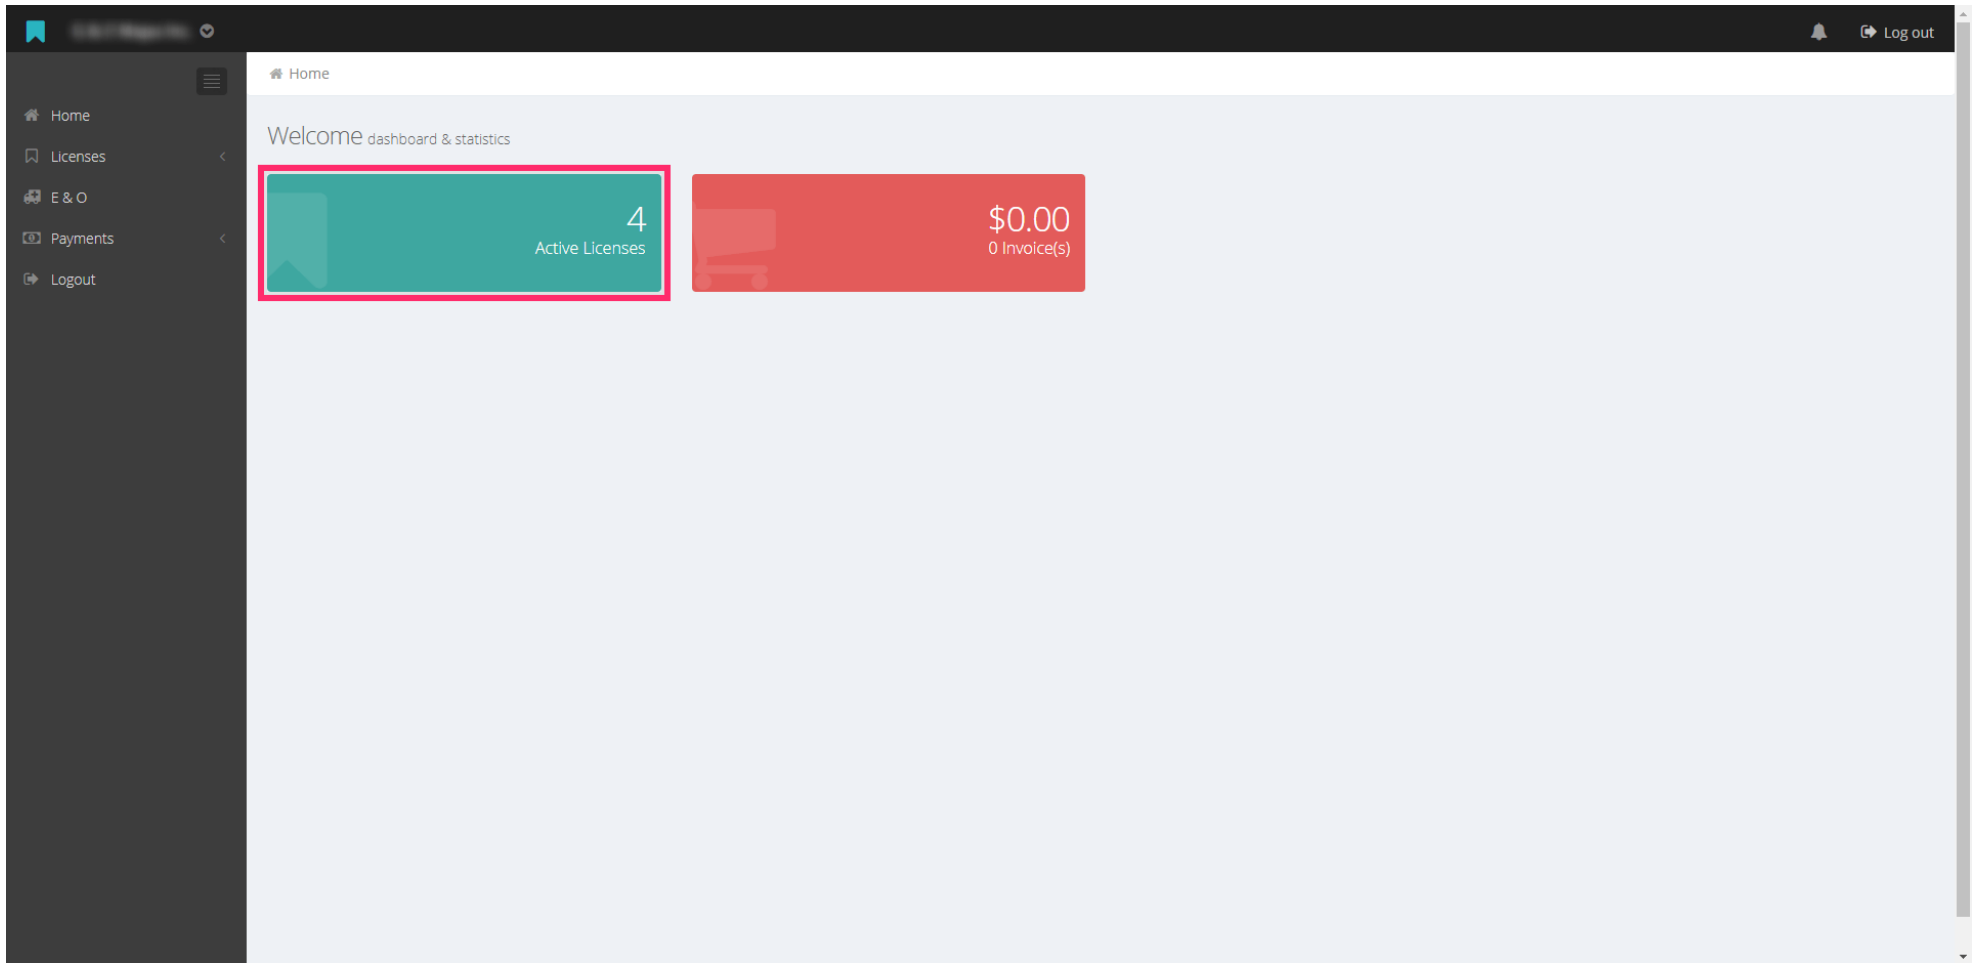 Log out
Home
Home
Licenses
E & O
Payments
Logout
Welcome dashboard & statistics
4
Active Licenses
$0.00
0 Invoice(s)